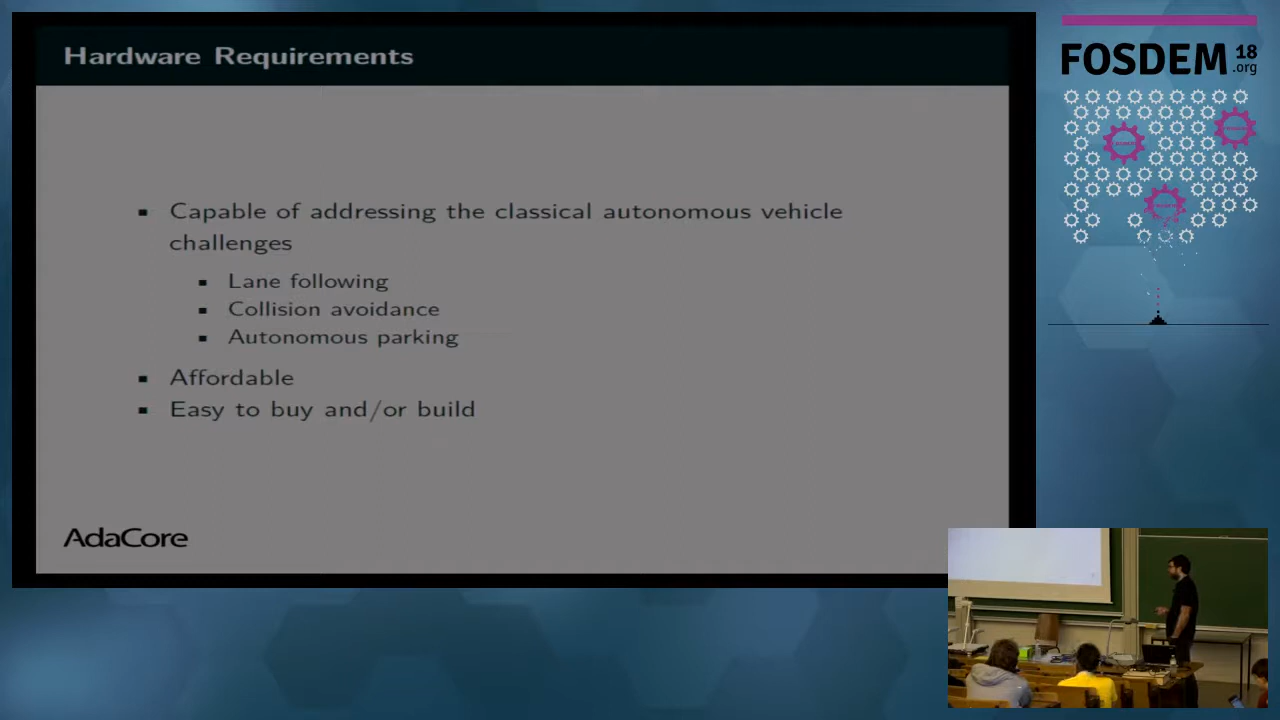 Hardware Requirements
Capable of addressing the classical autonomous vehicle
challenges
Lane following
Collision avoidance
Autonomous parking
Affordable
Easy to buy and/or build
AdaCore
FOSDEM 18
.org